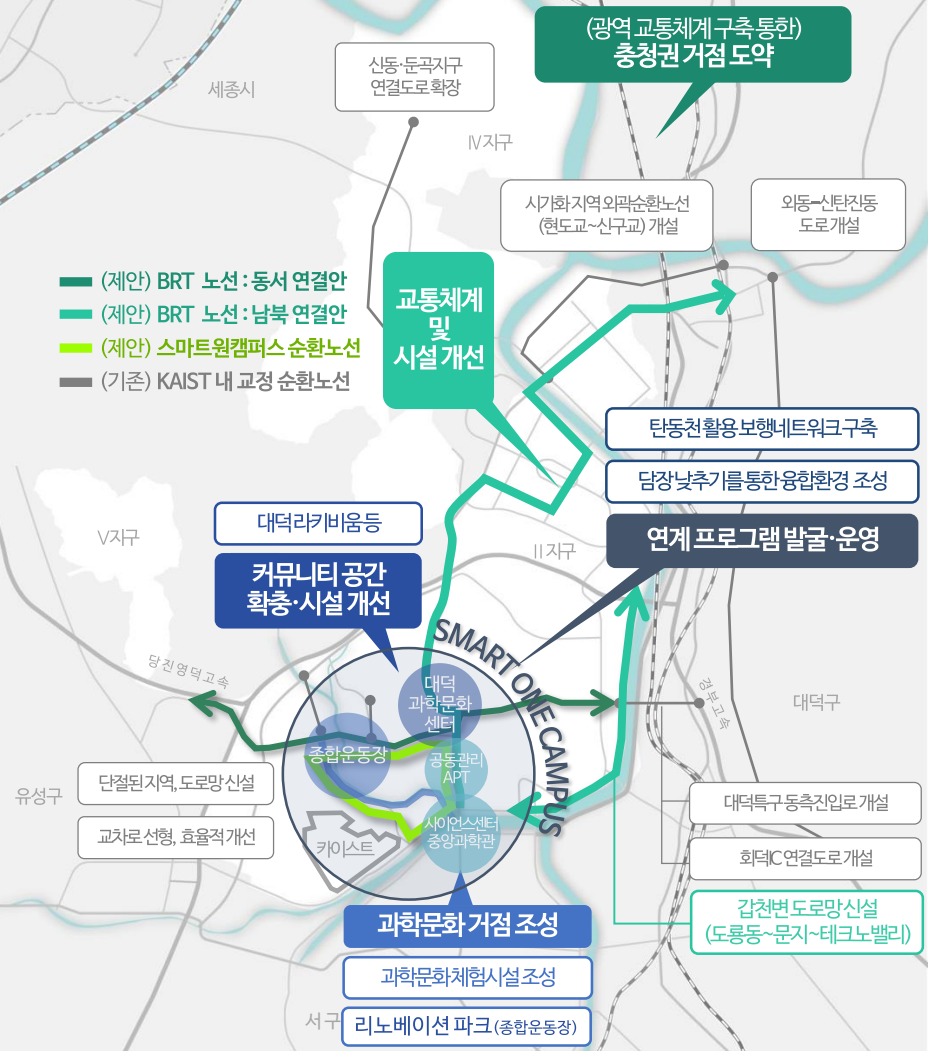 (광역 교통체계 구축 통한)
충청권 거점 도약
신동·둔곡지구
연결도로 확장
세종시
Ⅳ지구
시가화 지역 외곽순환노선
(현도교~신구교) 개설
외동-신탄진동
도로 개설
(제안) BRT 노선 : 동서 연결안
(제안) BRT 노선 : 남북 연결안
(제안) 스마트원캠퍼스 순환노선
(기존) KAIST 내 교정 순환노선
교통체계
및
시설 개선
탄동천 활용 보행네트워크 구축
담장 낮추기를 통한 융합환경 조성
연계 프로그램 발굴·운영
대덕라키비움 등
커뮤니티 공간
확충·시설 개선
Ⅴ지구
Ⅱ지구
SMART ONE CAMPUS
당진영덕고속
경부고속
대덕구
대덕
과학문화
센터
종합운동장
공동관리
APT
사이언스센터
중앙과학관
카이스트
유성구
단절된 지역, 도로망 신설
교차로 선형, 효율적 개선
대덕특구 동측진입로 개설
회덕IC 연결도로 개설
갑천변 도로망 신설
(도룡동~문지~테크노밸리)
과학문화 거점 조성
과학문화체험시설 조성
서구
리노베이션 파크 (종합운동장)